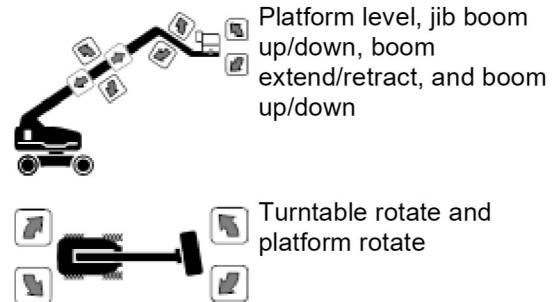 Platform level, jib boom
up/down, boom
extend/retract, and boom
up/down
Turntable rotate and
platform rotate